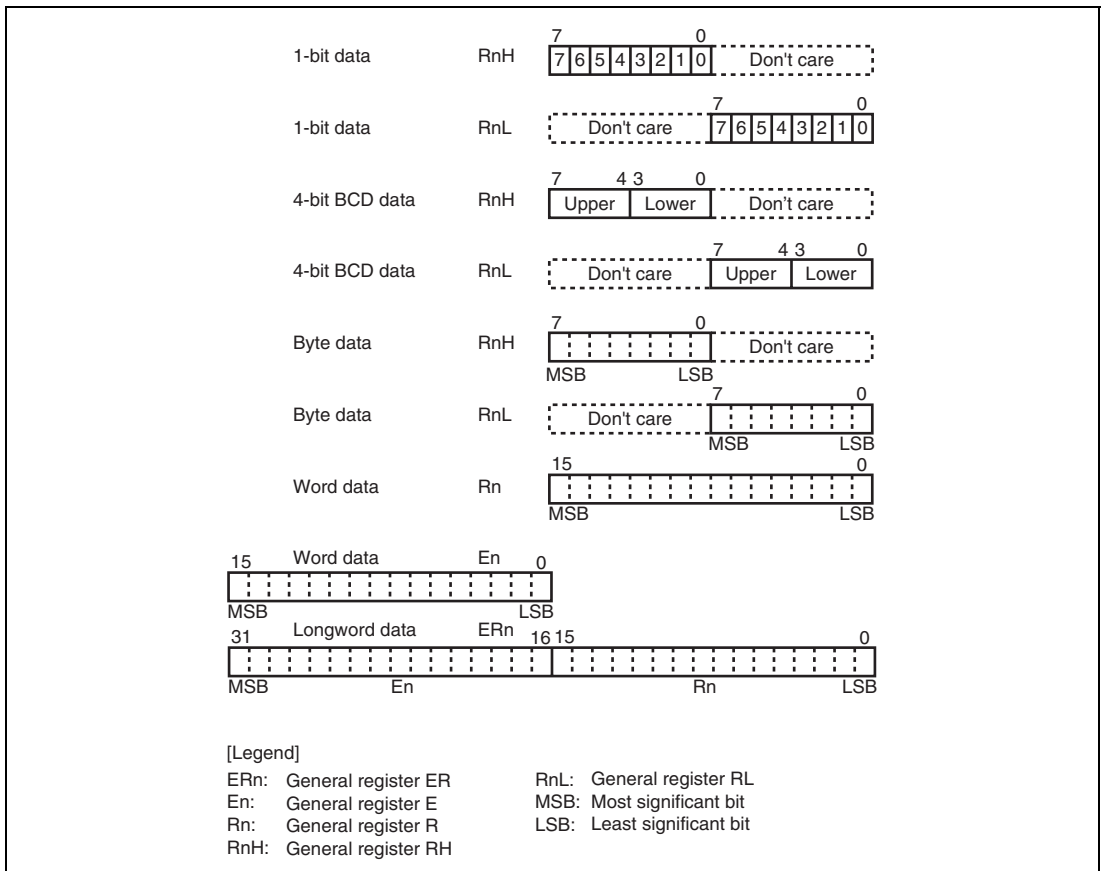 7 0
1-bit data RnH 7 6 5 4 3 2 1 0 Don't care
7 0
1-bit data RnL Don't care 7 6 5 4 3 2 1 0
7 4 3 0
4-bit BCD data RnH Upper Lower Don't care
7 4 3 0
4-bit BCD data RnL Don't care Upper Lower
7 0
Byte data RnH Don't care
MSB LSB
7 0
Byte data RnL Don't care
MSB LSB
15 0
Word data Rn
MSB LSB
15 Word data En 0
MSB LSB
31 Longword data ERn 16 15 0
MSB En Rn LSB
[Legend]
ERn: General register ER
En: General register E
Rn: General register R
RnH: General register RH
RnL: General register RL
MSB: Most significant bit
LSB: Least significant bit